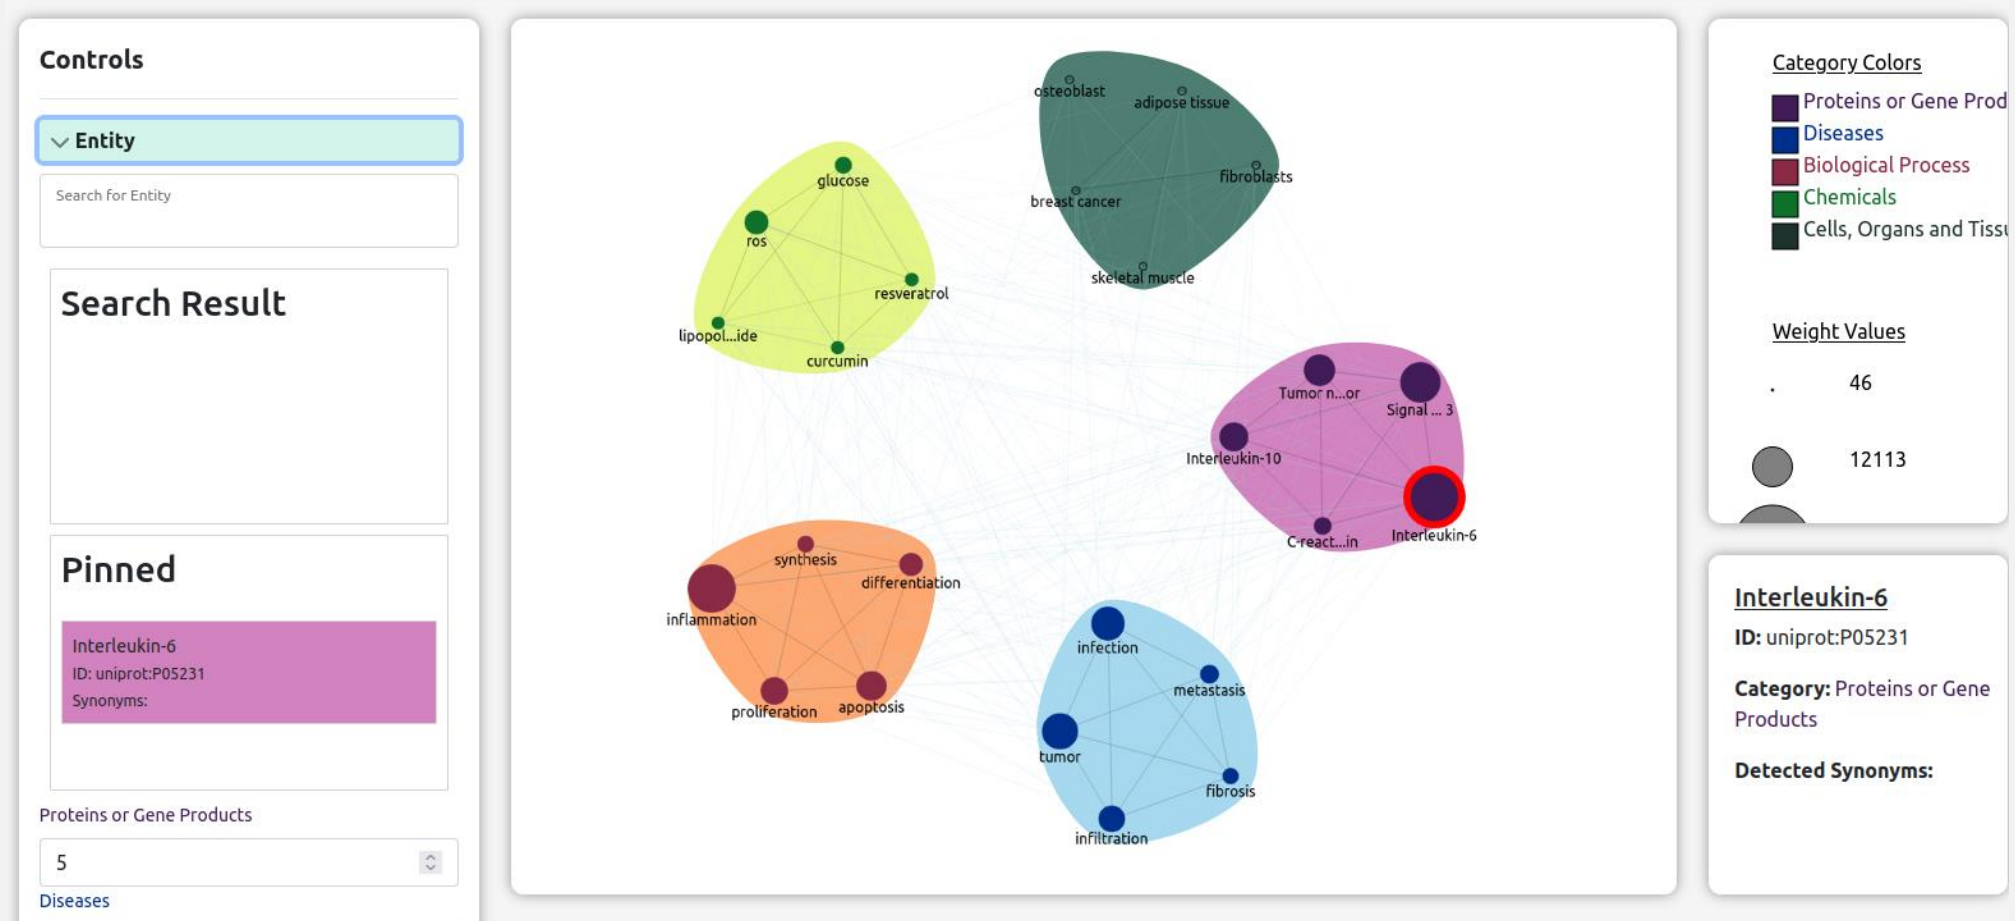 Controls
Entity
Search for Entity
Search Result
Pinned
Interleukin-6
ID: uniprot:P05231
Synonyms:
Proteins or Gene Products
5
Diseases
osteoblast
adipose tissue
fibroblasts
breast cancer
skeletal muscle
glucose
ros
resveratrol
lipopol...ide
curcumin
Tumor n...or
Signal ... 3
Interleukin-10
C-react...in
Interleukin-6
synthesis
differentiation
inflammation
proliferation
apoptosis
infection
metastasis
tumor
fibrosis
infiltration
Category Colors
Proteins or Gene Prod
Diseases
Biological Process
Chemicals
Cells, Organs and Tissu
Weight Values
46
12113
Interleukin-6
ID: uniprot:P05231
Category: Proteins or Gene
Products
Detected Synonyms: